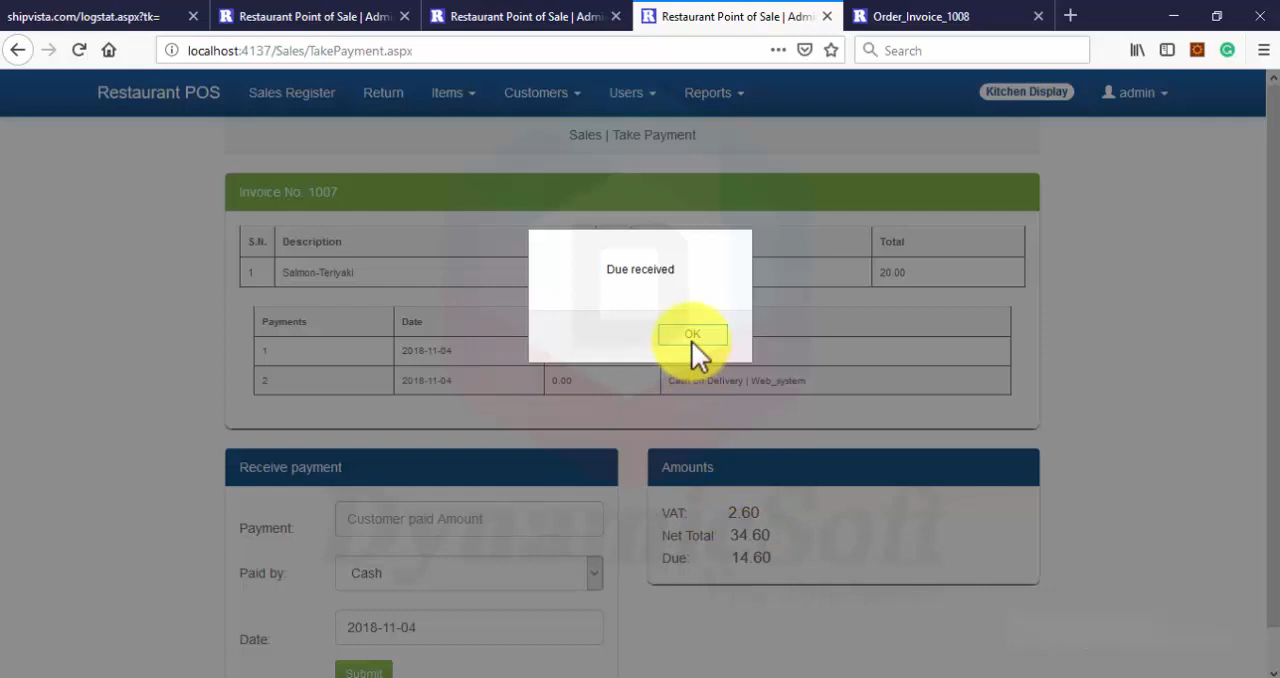 shipvista.com/logstat.aspx?tk=
Restaurant Point of Sale | Admi
Restaurant Point of Sale | Admi
Restaurant Point of Sale | Admi
Order_Invoice_1008
localhost:4137/Sales/TakePayment.aspx
Search
Restaurant POS
Sales Register
Return
Items
Customers
Users
Reports
Kitchen Display
admin
Sales | Take Payment
Invoice No: 1007
S.N. Description Total
1 Salmon-Teriyaki 20.00
Due received
OK
Payments Date
1 2018-11-04
2 2018-11-04 0.00 Cash on Delivery | Web_system
Receive payment
Payment: Customer paid Amount
Paid by: Cash
Date: 2018-11-04
Submit
Amounts
VAT: 2.60
Net Total 34.60
Due: 14.60
DynamicSoft